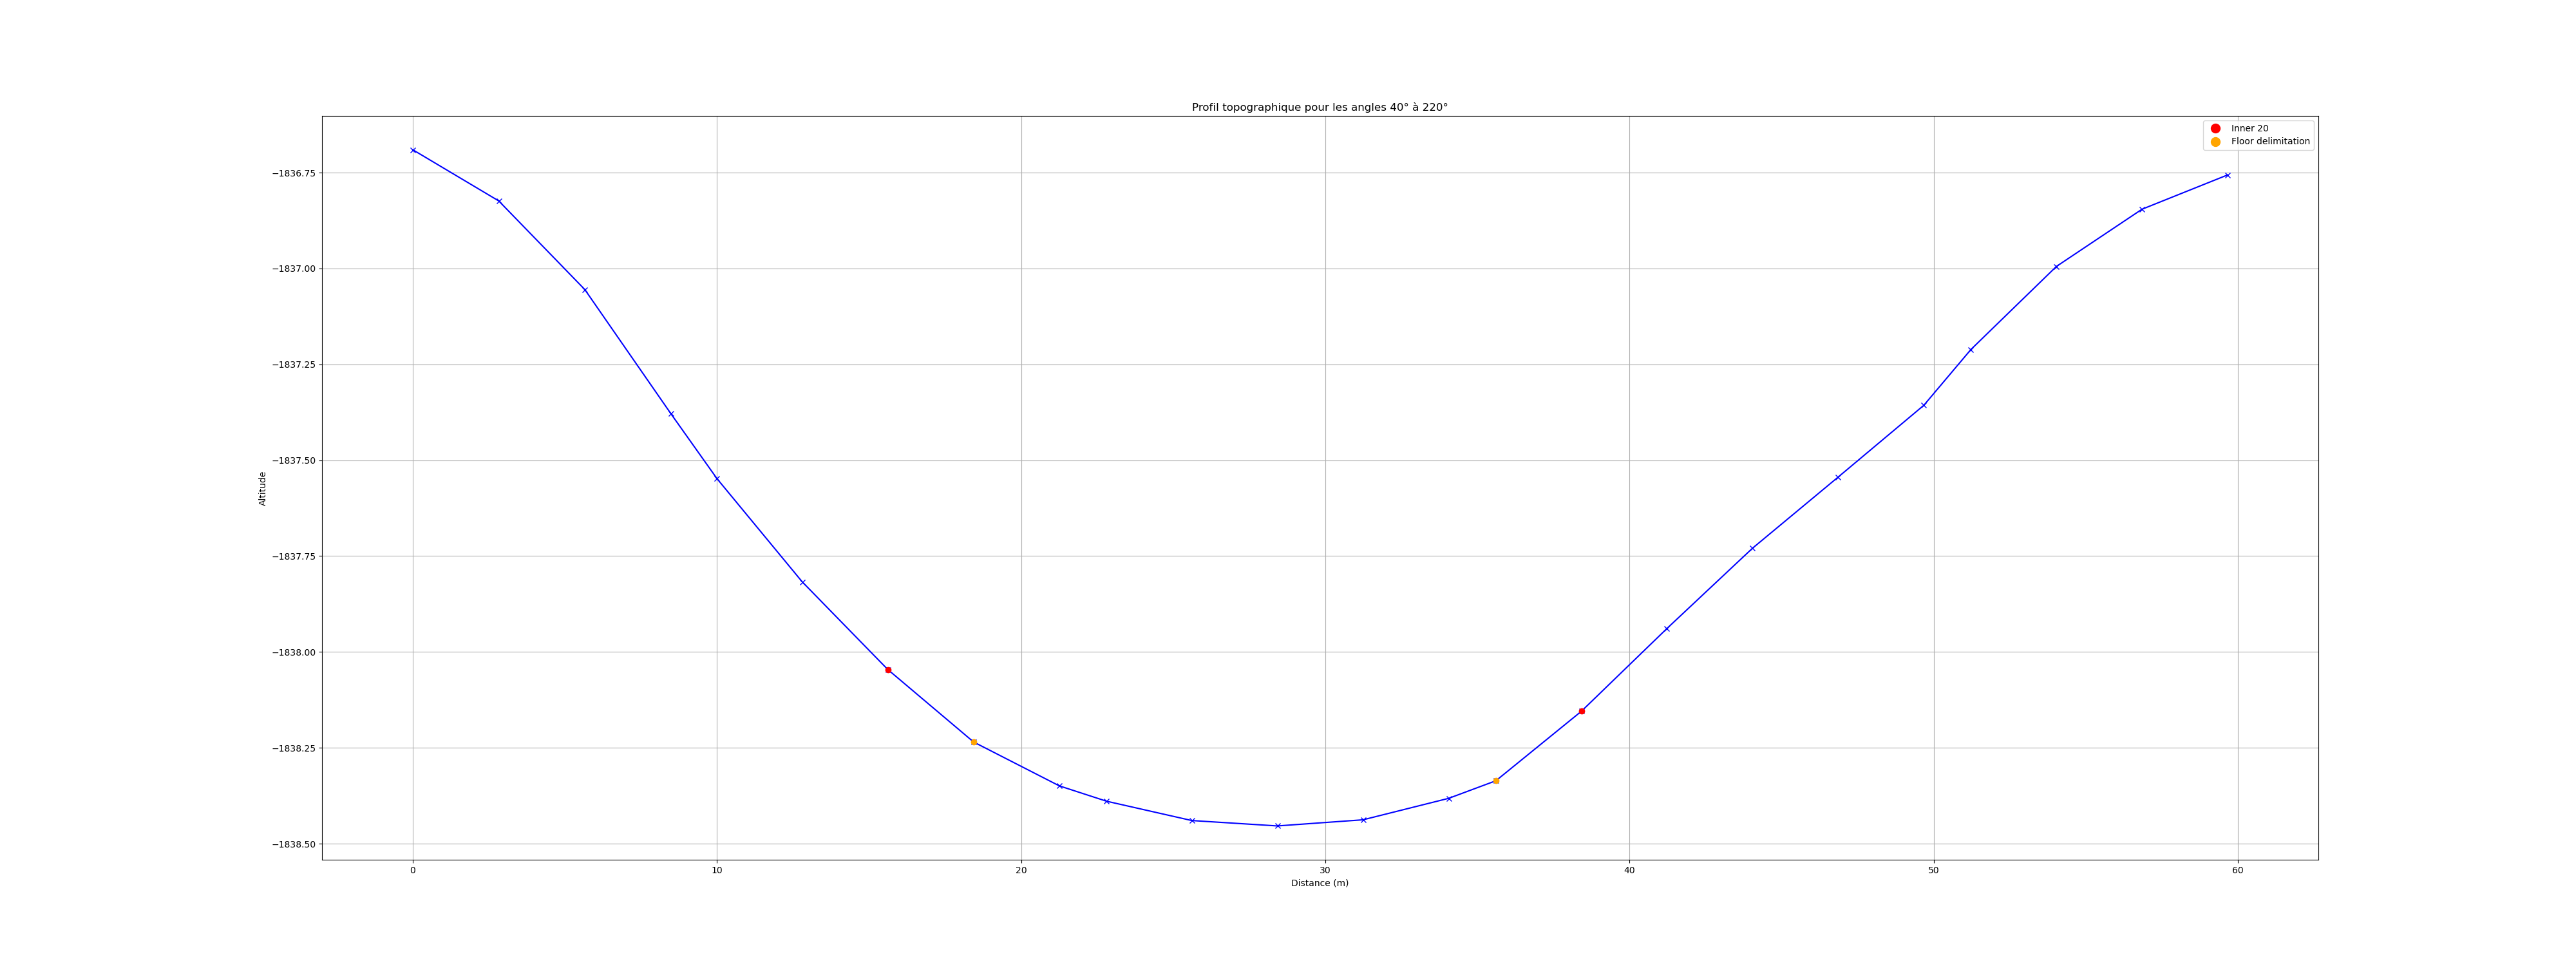 Profil topographique pour les angles 40° à 220°
Inner 20
Floor delimitation
−1836.75
−1837.00
−1837.25
−1837.50
−1837.75
−1838.00
−1838.25
−1838.50
Altitude
0 10 20 30 40 50 60
Distance (m)